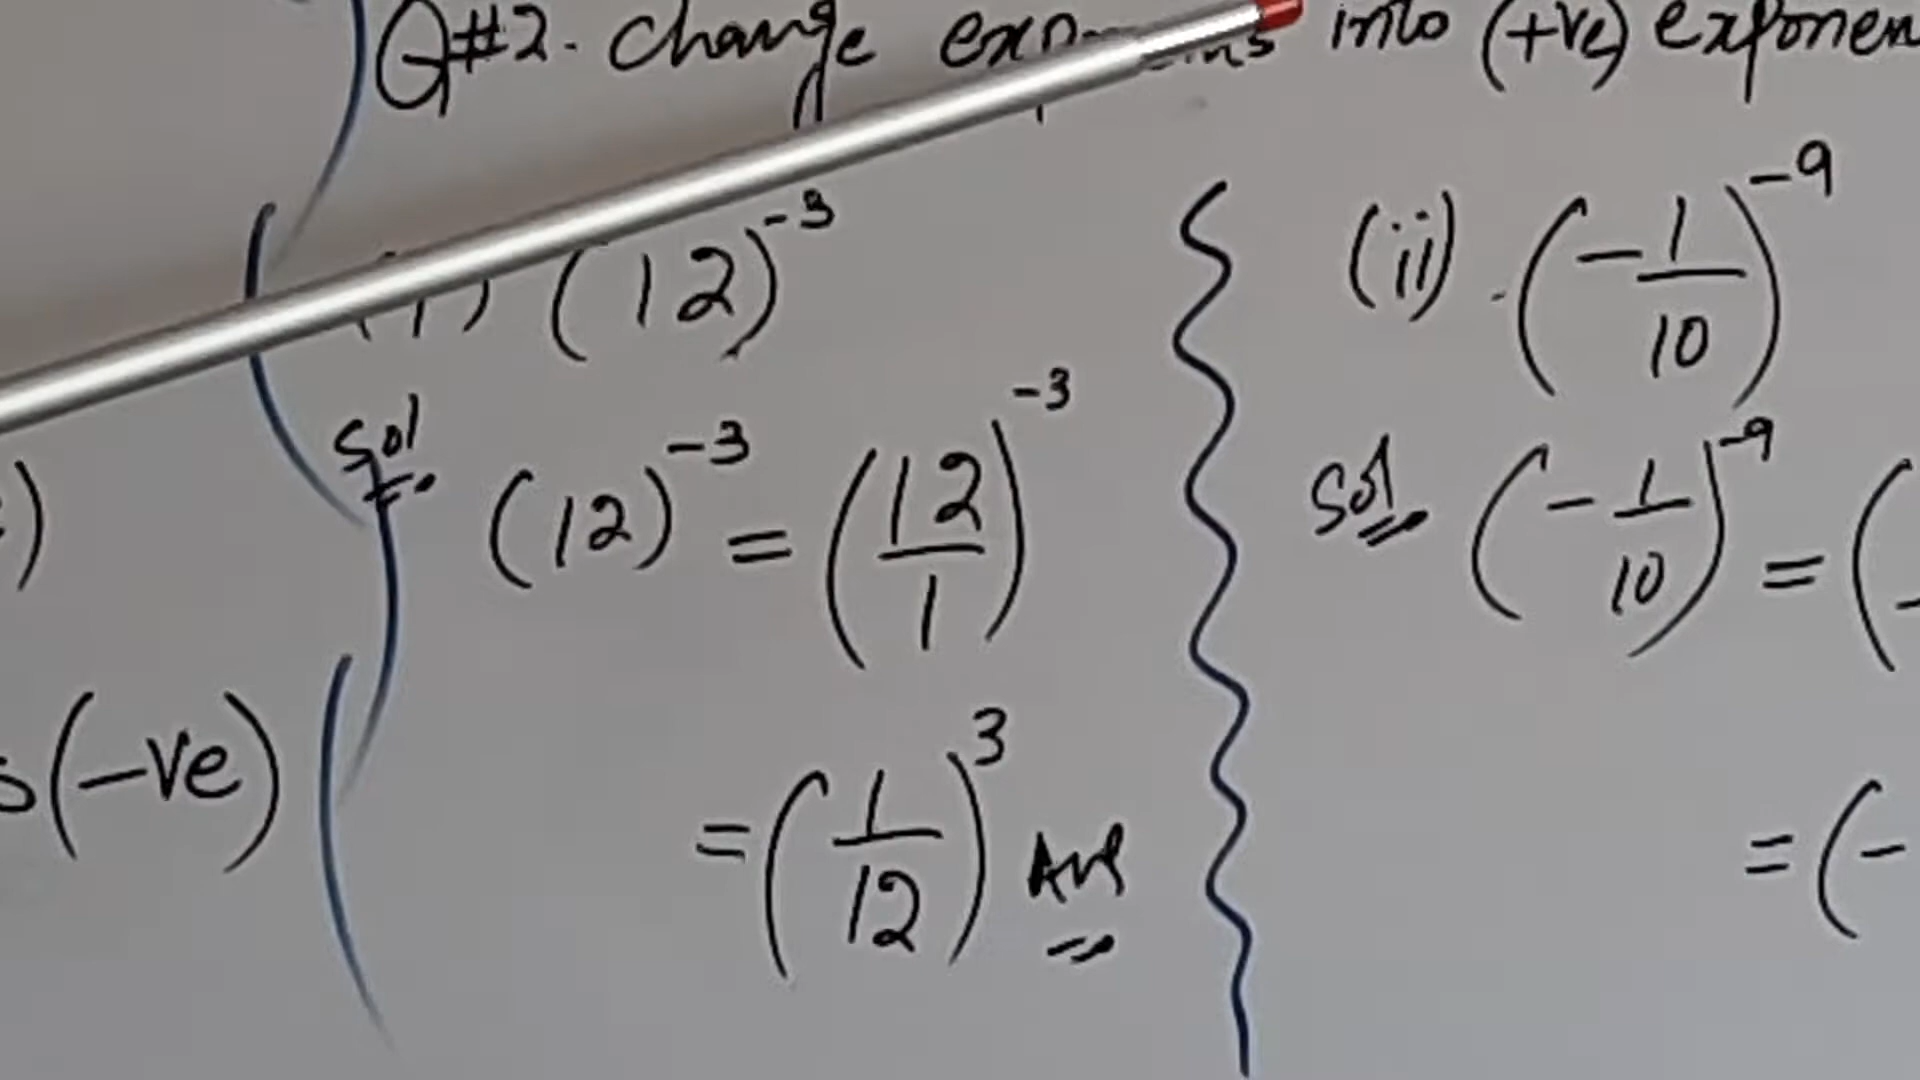 Q#2. Change exponents into (+ve) exponen
(i) (12)^-3
Sol (12)^-3 = (12/1)^-3
= (1/12)^3 Ans
(ii) (-1/10)^-9
Sol (-1/10)^-9 = (-
= (-
)
s(-ve)